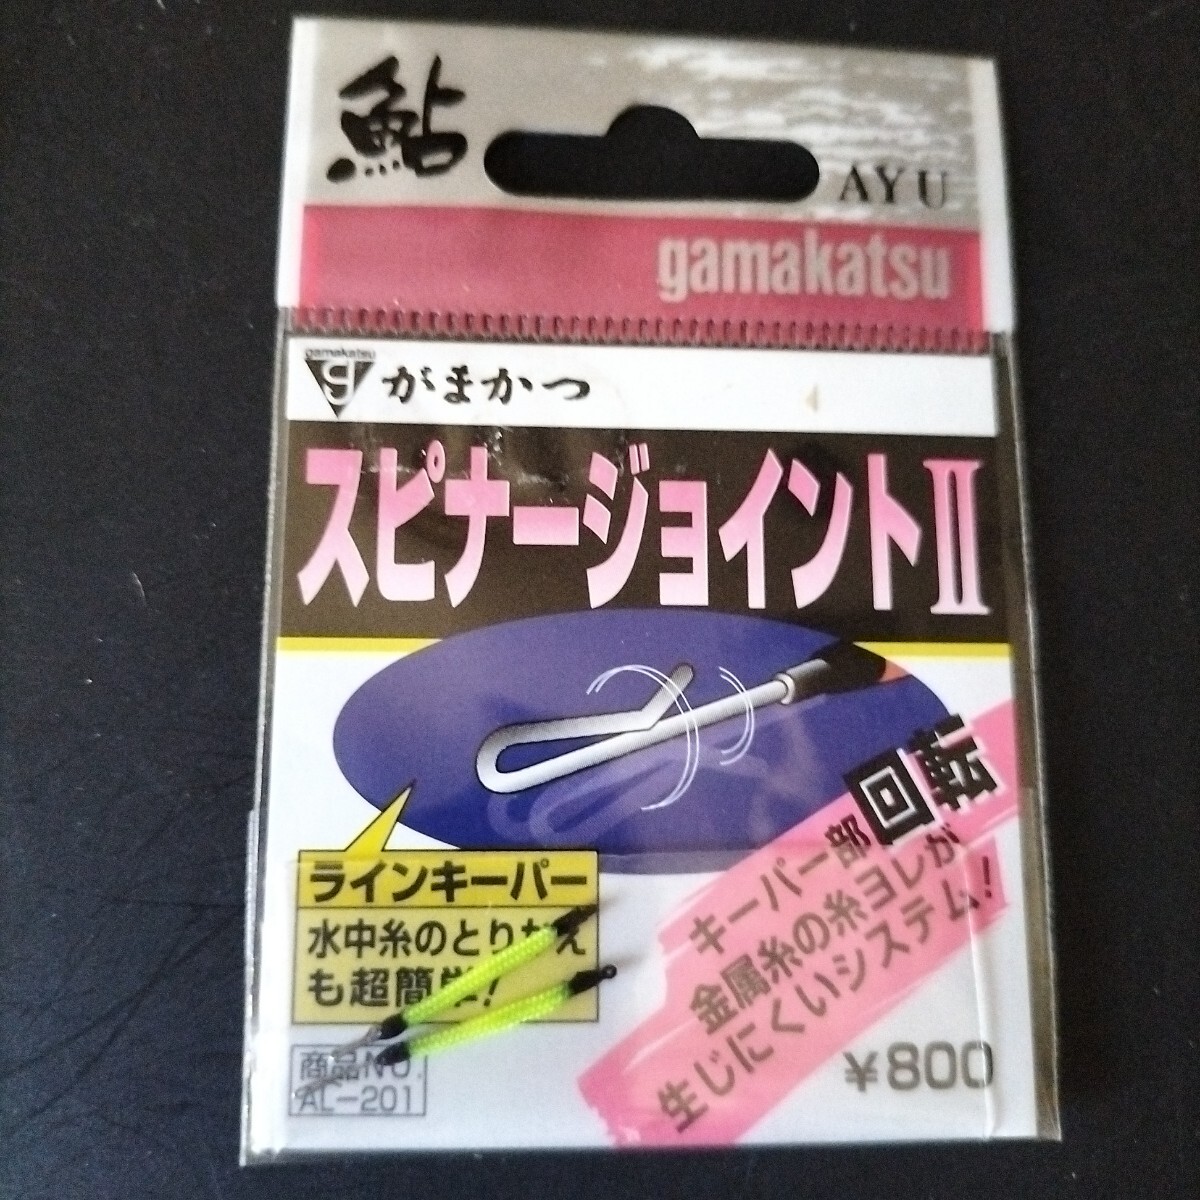 鮎
AYU
gamakatsu
gamakatsu
g がまかつ
スピナージョイントⅡ
ラインキーパー
水中糸のとりかえ
も超簡単!
キーパー部回転
金属糸の糸ヨレが
生じにくいシステム!
商品NO.
AL-201
¥800